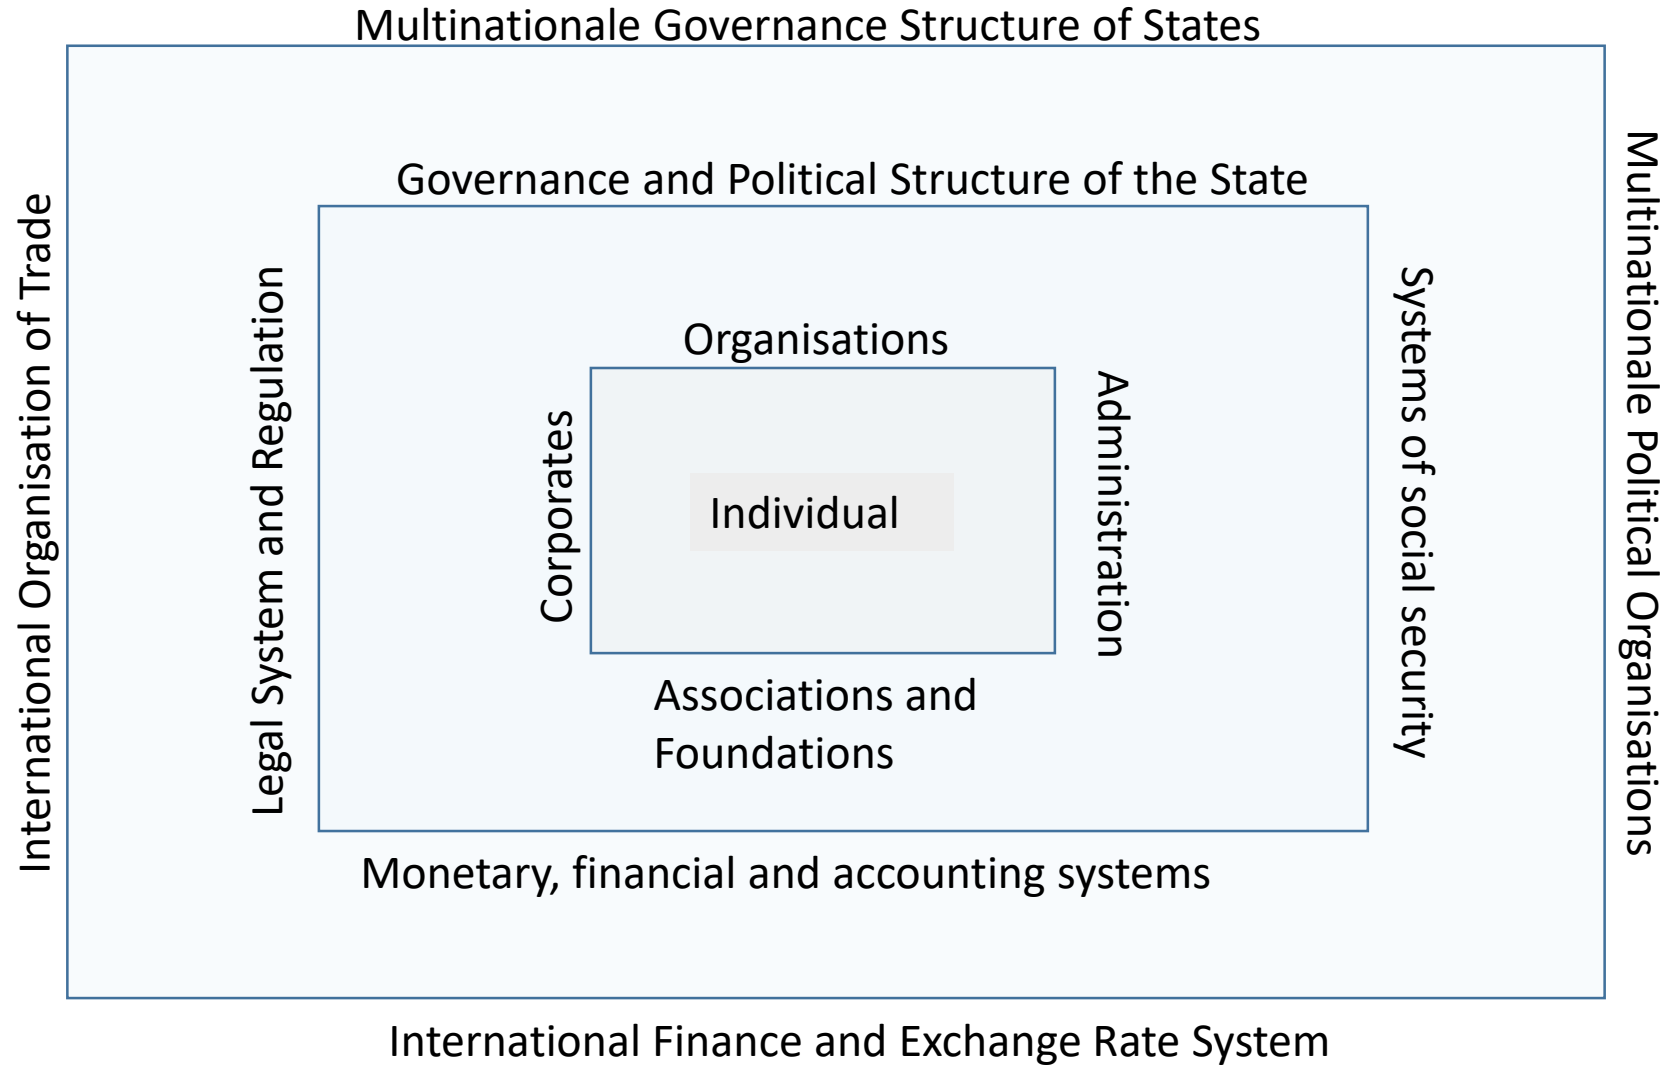 Multinationale Governance Structure of States
Governance and Political Structure of the State
International Organisation of Trade
Legal System and Regulation
Organisations
Corporates
Individual
Administration
Systems of social security
Multinationale Political Organisations
Associations and
Foundations
Monetary, financial and accounting systems
International Finance and Exchange Rate System